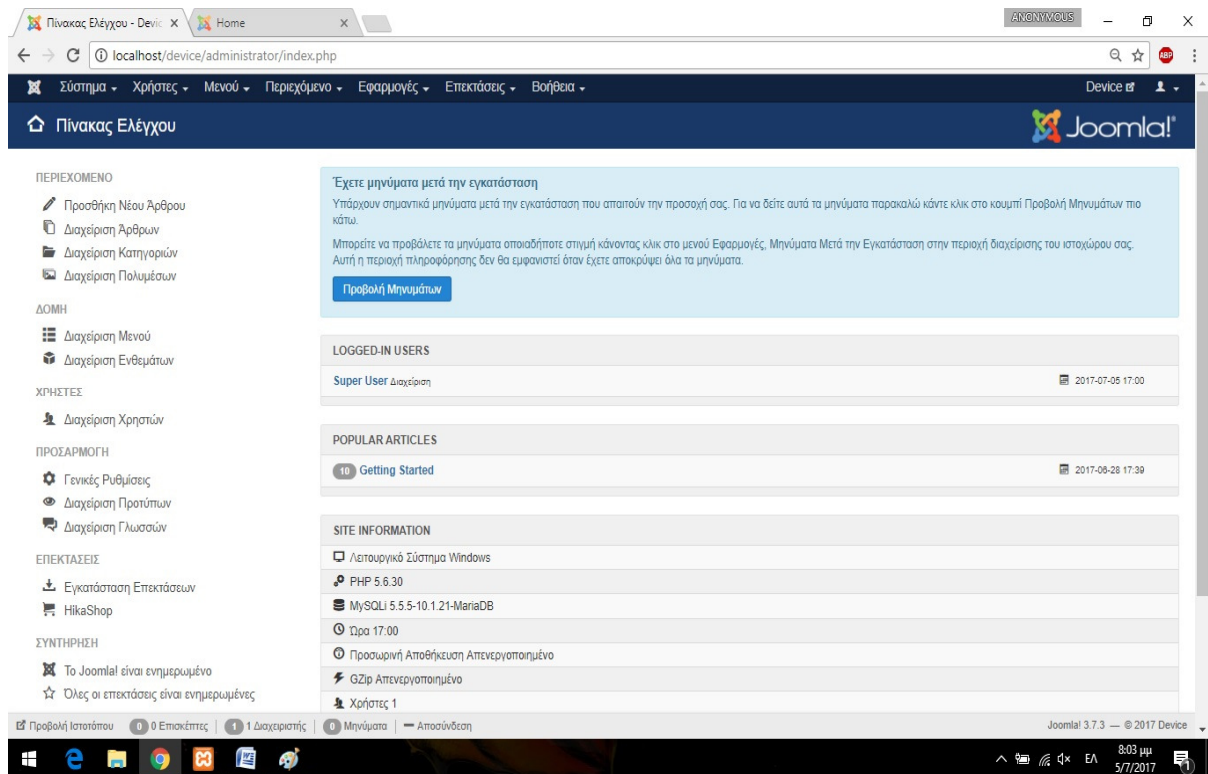 Πίνακας Ελέγχου - Devic
Home
ANONYMOUS
localhost/device/administrator/index.php
ABP
Σύστημα Χρήστες Μενού Περιεχόμενο Εφαρμογές Επεκτάσεις Βοήθεια
Device
Πίνακας Ελέγχου
Joomla!
ΠΕΡΙΕΧΟΜΕΝΟ
Προσθήκη Νέου Άρθρου
Διαχείριση Άρθρων
Διαχείριση Κατηγοριών
Διαχείριση Πολυμέσων
ΔΟΜΗ
Διαχείριση Μενού
Διαχείριση Ενθεμάτων
ΧΡΗΣΤΕΣ
Διαχείριση Χρηστών
ΠΡΟΣΑΡΜΟΓΗ
Γενικές Ρυθμίσεις
Διαχείριση Προτύπων
Διαχείριση Γλωσσών
ΕΠΕΚΤΑΣΕΙΣ
Εγκατάσταση Επεκτάσεων
HikaShop
ΣΥΝΤΗΡΗΣΗ
Το Joomla! είναι ενημερωμένο
Όλες οι επεκτάσεις είναι ενημερωμένες
Έχετε μηνύματα μετά την εγκατάσταση
Υπάρχουν σημαντικά μηνύματα μετά την εγκατάσταση που απαιτούν την προσοχή σας. Για να δείτε αυτά τα μηνύματα παρακαλώ κάντε κλικ στο κουμπί Προβολή Μηνυμάτων πιο
κάτω.
Μπορείτε να προβάλετε τα μηνύματα οποιαδήποτε στιγμή κάνοντας κλικ στο μενού Εφαρμογές, Μηνύματα Μετά την Εγκατάσταση στην περιοχή διαχείρισης του ιστοχώρου σας.
Αυτή η περιοχή πληροφόρησης δεν θα εμφανιστεί όταν έχετε αποκρύψει όλα τα μηνύματα.
Προβολή Μηνυμάτων
LOGGED-IN USERS
Super User Διαχείριση 2017-07-05 17:00
POPULAR ARTICLES
10 Getting Started 2017-06-28 17:39
SITE INFORMATION
Λειτουργικό Σύστημα Windows
PHP 5.6.30
MySQLi 5.5.5-10.1.21-MariaDB
Ώρα 17:00
Προσωρινή Αποθήκευση Απενεργοποιημένο
GZip Απενεργοποιημένο
Χρήστες 1
Προβολή Ιστοτόπου 0 0 Επισκέπτες | 1 1 Διαχειριστής | 0 Μηνύματα | Αποσύνδεση
Joomla! 3.7.3 — © 2017 Device
ΕΛ
8:03 μμ
5/7/2017
1